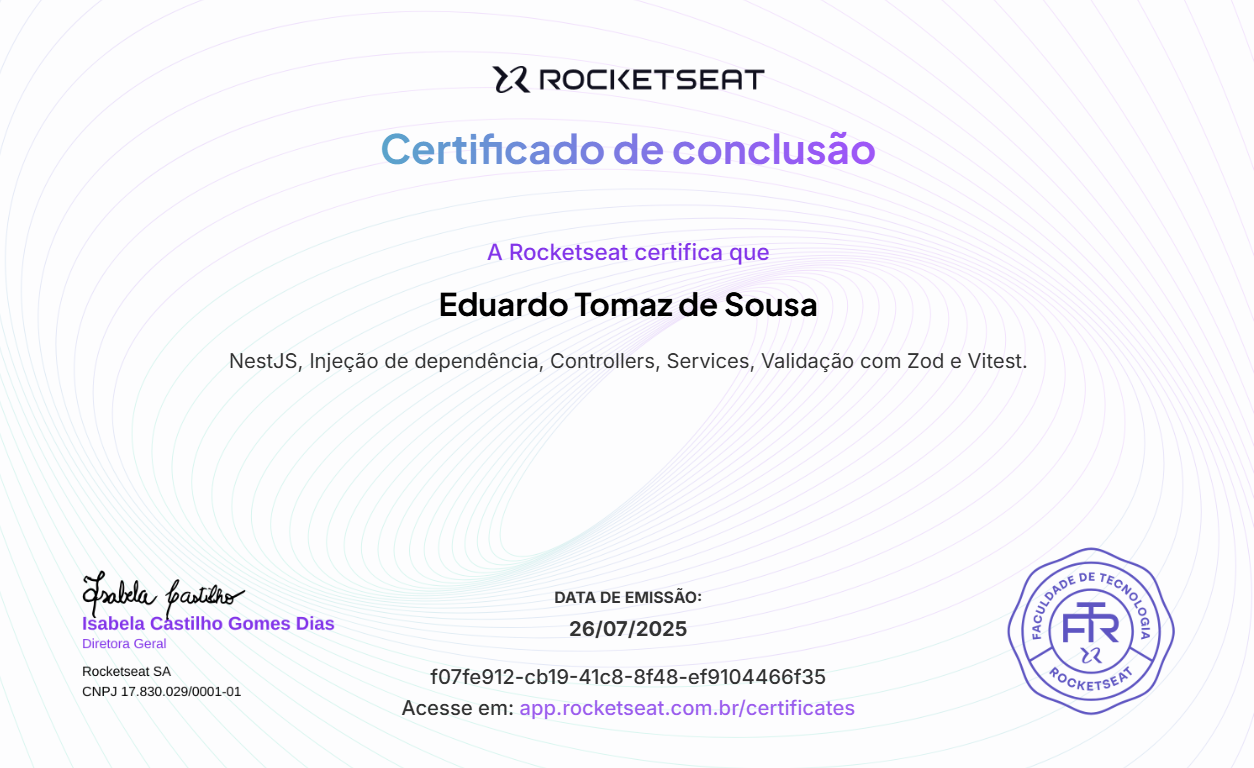 ROCKETSEAT
Certificado de conclusão
A Rocketseat certifica que
Eduardo Tomaz de Sousa
NestJS, Injeção de dependência, Controllers, Services, Validação com Zod e Vitest.
Isabela Castilho
Isabela Castilho Gomes Dias
Diretora Geral
Rocketseat SA
CNPJ 17.830.029/0001-01
DATA DE EMISSÃO:
26/07/2025
f07fe912-cb19-41c8-8f48-ef9104466f35
Acesse em: app.rocketseat.com.br/certificates
FACULDADE DE TECNOLOGIA
FTR
ROCKETSEAT